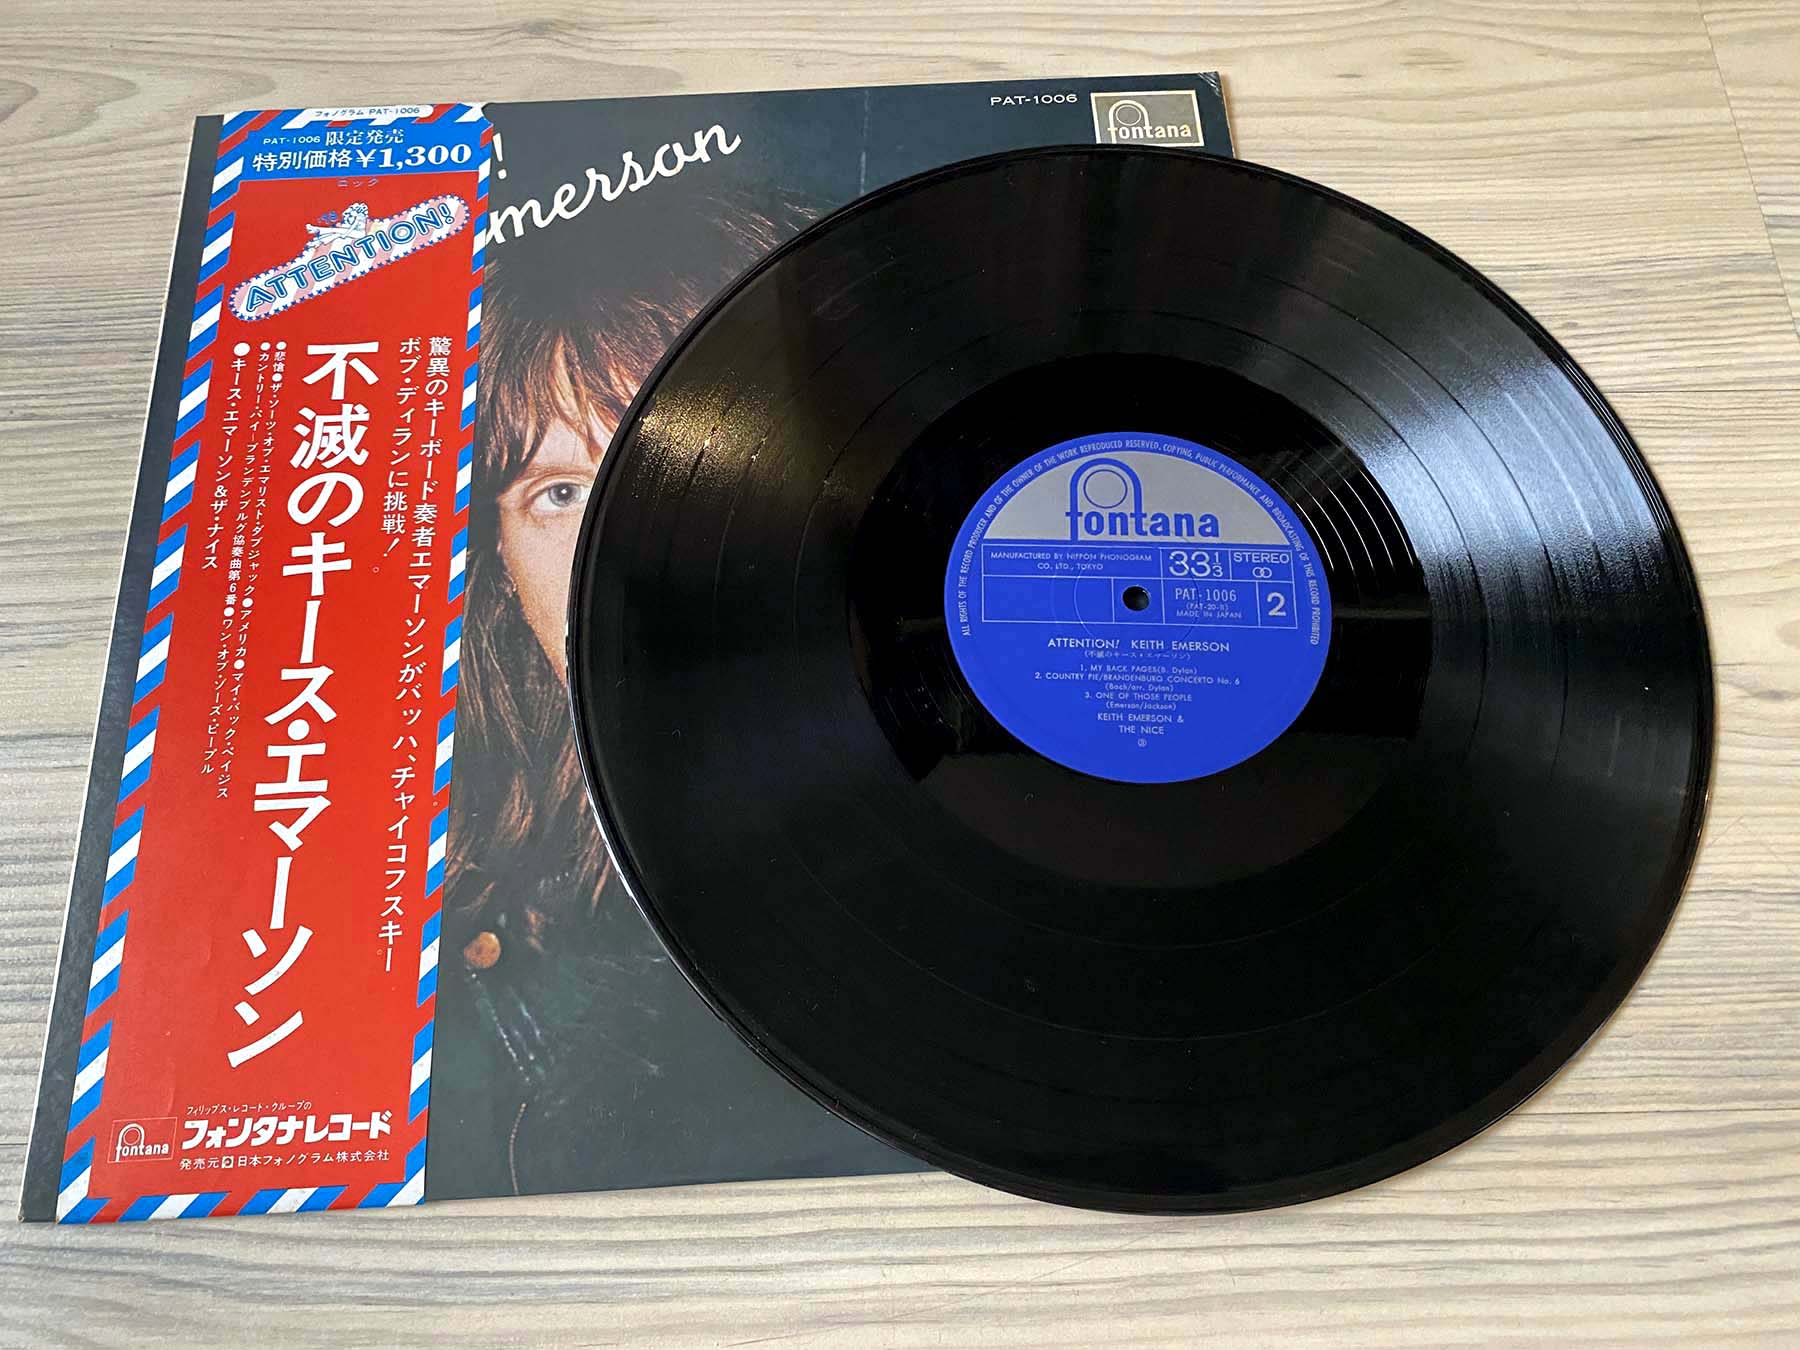 フォノグラム PAT-1006
PAT-1006 限定発売
特別価格¥1,300
ニック
ATTENTION!
驚異のキーボード奏者エマーソンがバッハ、チャイコフスキー
ボブ・ディランに挑戦!
不滅のキース・エマーソン
●悲愴●ザ・ソーツ・オブ・エマリスト・ダブジャック●アメリカ●マイ・バック・ペイジス
●カントリー・パイ—ブランデンブルグ協奏曲第6番●ワン・オブ・ソーズ・ピープル
●キース・エマーソン&ザ・ナイス
fontana
フィリップス・レコード・グループの
フォンタナレコード
発売元 日本フォノグラム株式会社
!
merson
PAT-1006
fontana
ALL RIGHTS OF THE RECORD PRODUCER AND OF THE OWNER OF THE WORK REPRODUCED RESERVED. COPYING, PUBLIC PERFORMANCE AND BROADCASTING OF THIS RECORD PROHIBITED
fontana
MANUFACTURED BY NIPPON PHONOGRAM
CO. LTD., TOKYO
33 1/3
STEREO
PAT-1006
(PAT-20-II)
MADE IN JAPAN
2
ATTENTION! KEITH EMERSON
(不滅のキース・エマーソン)
1. MY BACK PAGES(B. Dylan)
2. COUNTRY PIE/BRANDENBURG CONCERTO No. 6
(Bach/arr. Dylan)
3. ONE OF THOSE PEOPLE
(Emerson/Jackson)
KEITH EMERSON &
THE NICE
③